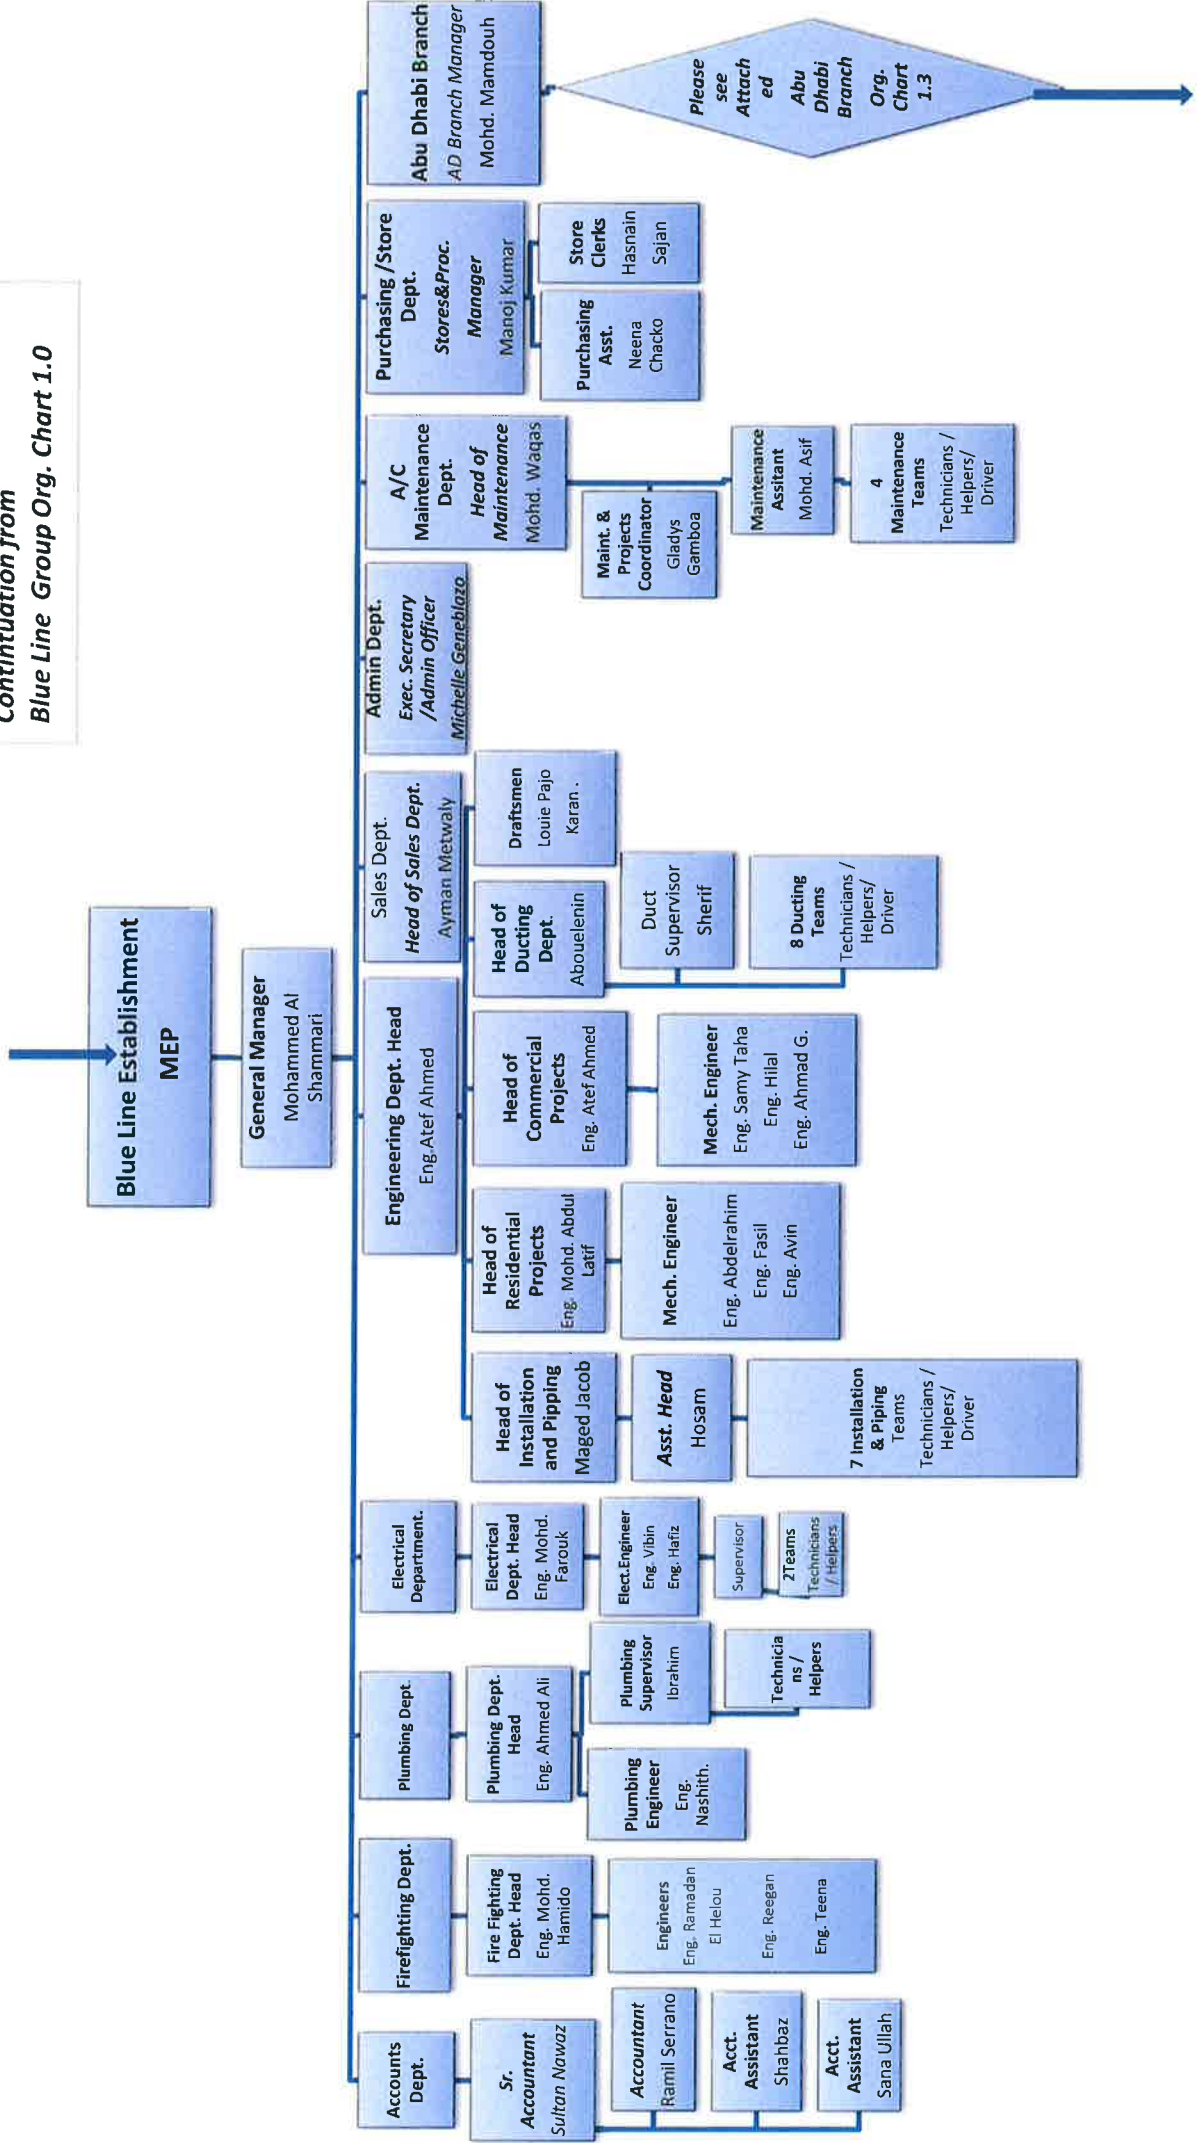 Contintuation from
Blue Line Group Org. Chart 1.0
Blue Line Establishment
MEP
General Manager
Mohammed Al
Shammari
Accounts
Dept.
Sr.
Accountant
Sultan Nawaz
Accountant
Ramil Serrano
Acct.
Assistant
Shahbaz
Acct.
Assistant
Sana Ullah
Firefighting Dept.
Fire Fighting
Dept. Head
Eng. Mohd.
Hamido
Engineers
Eng. Ramadan
El Helou
Eng. Reegan
Eng. Teena
Plumbing Dept.
Plumbing Dept.
Head
Eng. Ahmed Ali
Plumbing
Engineer
Eng.
Nashith.
Plumbing
Supervisor
Ibrahim
Technicia
ns /
Helpers
Electrical
Department.
Electrical
Dept. Head
Eng. Mohd.
Farouk
Elect.Engineer
Eng. Vibin
Eng. Hafiz
Supervisor
2Teams
Technicians
/ Helpers
Engineering Dept. Head
Eng.Atef Ahmed
Head of
Installation
and Pipping
Maged Jacob
Asst. Head
Hosam
7 Installation
& Piping
Teams
Technicians /
Helpers/
Driver
Head of
Residential
Projects
Eng. Mohd. Abdul
Latif
Mech. Engineer
Eng. Abdelrahim
Eng. Fasil
Eng. Avin
Head of
Commercial
Projects
Eng. Atef Ahmed
Mech. Engineer
Eng. Samy Taha
Eng. Hilal
Eng. Ahmad G.
Head of
Ducting
Dept.
Abouelenin
Duct
Supervisor
Sherif
8 Ducting
Teams
Technicians /
Helpers/
Driver
Draftsmen
Louie Pajo
Karan .
Sales Dept.
Head of Sales Dept.
Ayman Metwaly
Admin Dept.
Exec. Secretary
/Admin Officer
Michelle Geneblazo
A/C
Maintenance
Dept.
Head of
Maintenance
Mohd. Waqas
Maint. &
Projects
Coordinator
Gladys
Gamboa
Maintenance
Assitant
Mohd. Asif
4
Maintenance
Teams
Technicians /
Helpers/
Driver
Purchasing /Store
Dept.
Stores&Proc.
Manager
Manoj Kumar
Purchasing
Asst.
Neena
Chacko
Store
Clerks
Hasnain
Sajan
Abu Dhabi Branch
AD Branch Manager
Mohd. Mamdouh
Please
see
Attach
ed
Abu
Dhabi
Branch
Org.
Chart
1.3